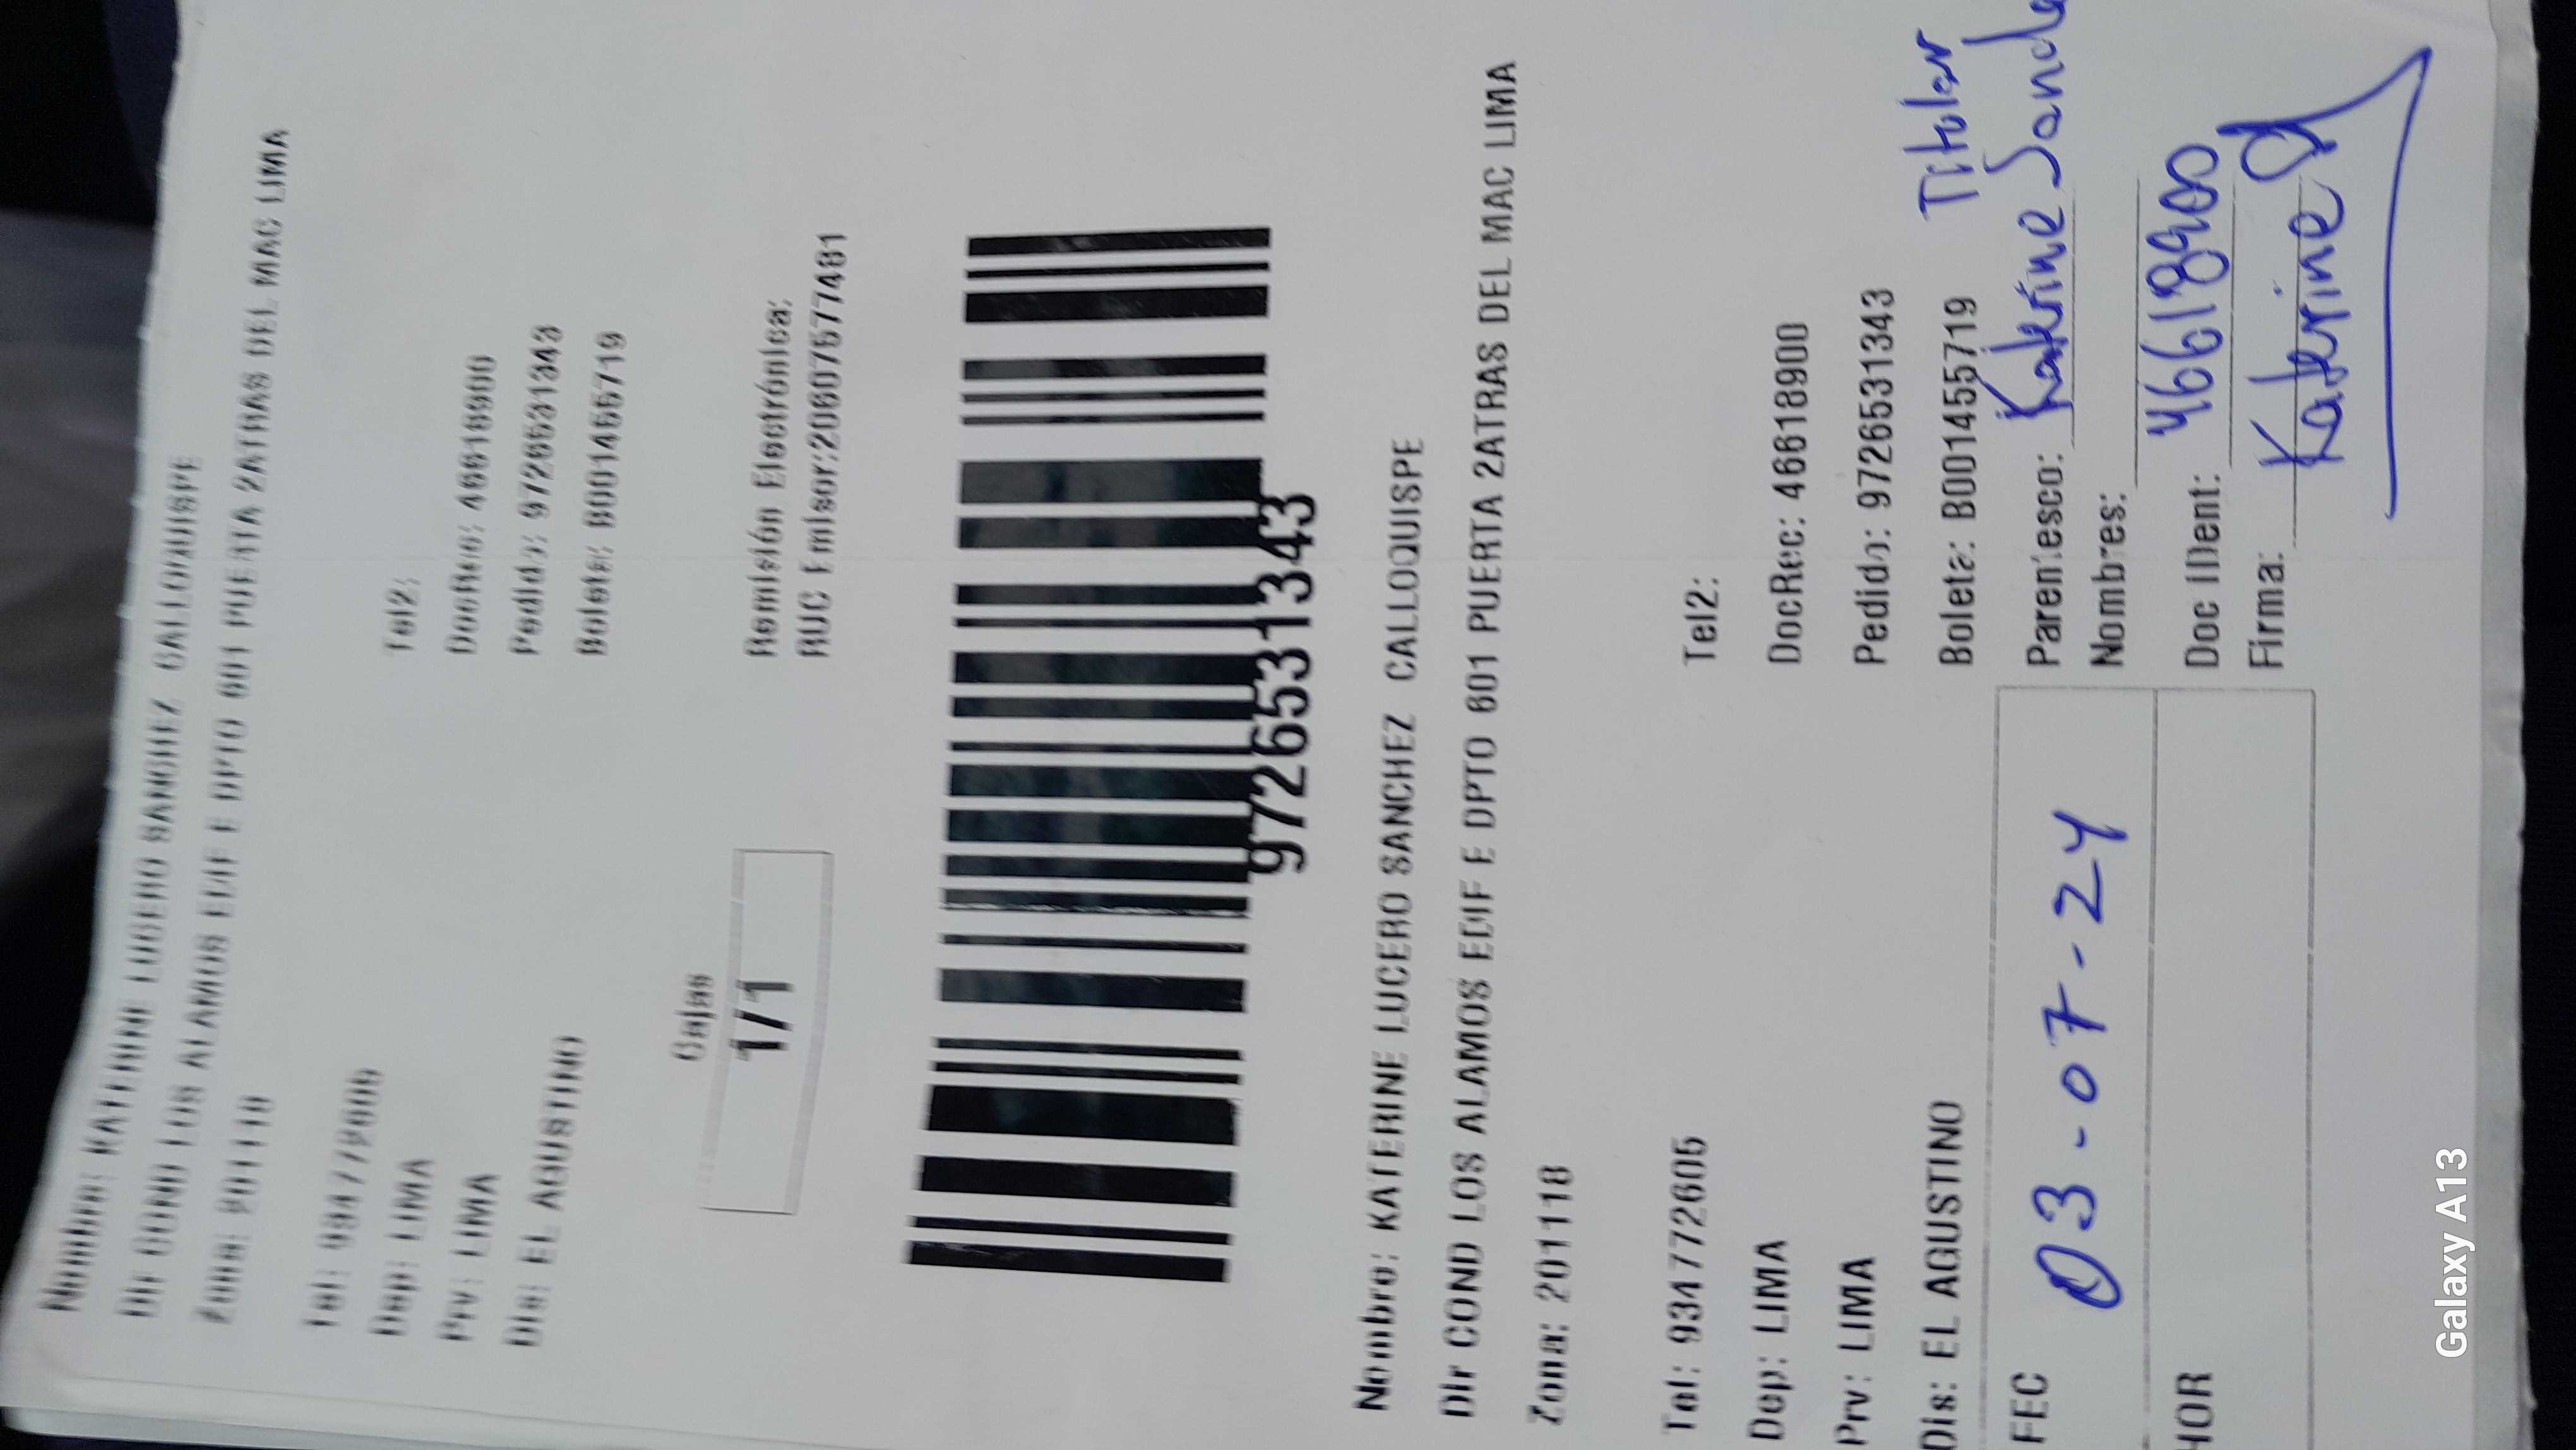 Nombre: KATERINE LUCERO SANCHEZ CALLOQUISPE
Dir COND LOS ALAMOS EDIF E DPTO 601 PUERTA 2ATRAS DEL MAC LIMA
Zona: 201118
Tel: 934772605
Tel2:
Dep: LIMA
DocRec: 46618900
Prv: LIMA
Pedido: 9726531343
Dis: EL AGUSTINO
Boleta: B001455719
Cajas
1/1
Remisión Electrónica:
RUC Emisor:20607577481
9726531343
Nombre: KATERINE LUCERO SANCHEZ CALLOQUISPE
Dir COND LOS ALAMOS EDIF E DPTO 601 PUERTA 2ATRAS DEL MAC LIMA
Zona: 201118
Tel: 934772605
Tel2:
Dep: LIMA
DocRec: 46618900
Prv: LIMA
Pedido: 9726531343
Dis: EL AGUSTINO
Boleta: B001455719
Titular
FEC 03-07-24
Parentesco: Katerine
Nombres:
HOR
Doc IDent: 46618900
Firma: Katerine
Galaxy A13